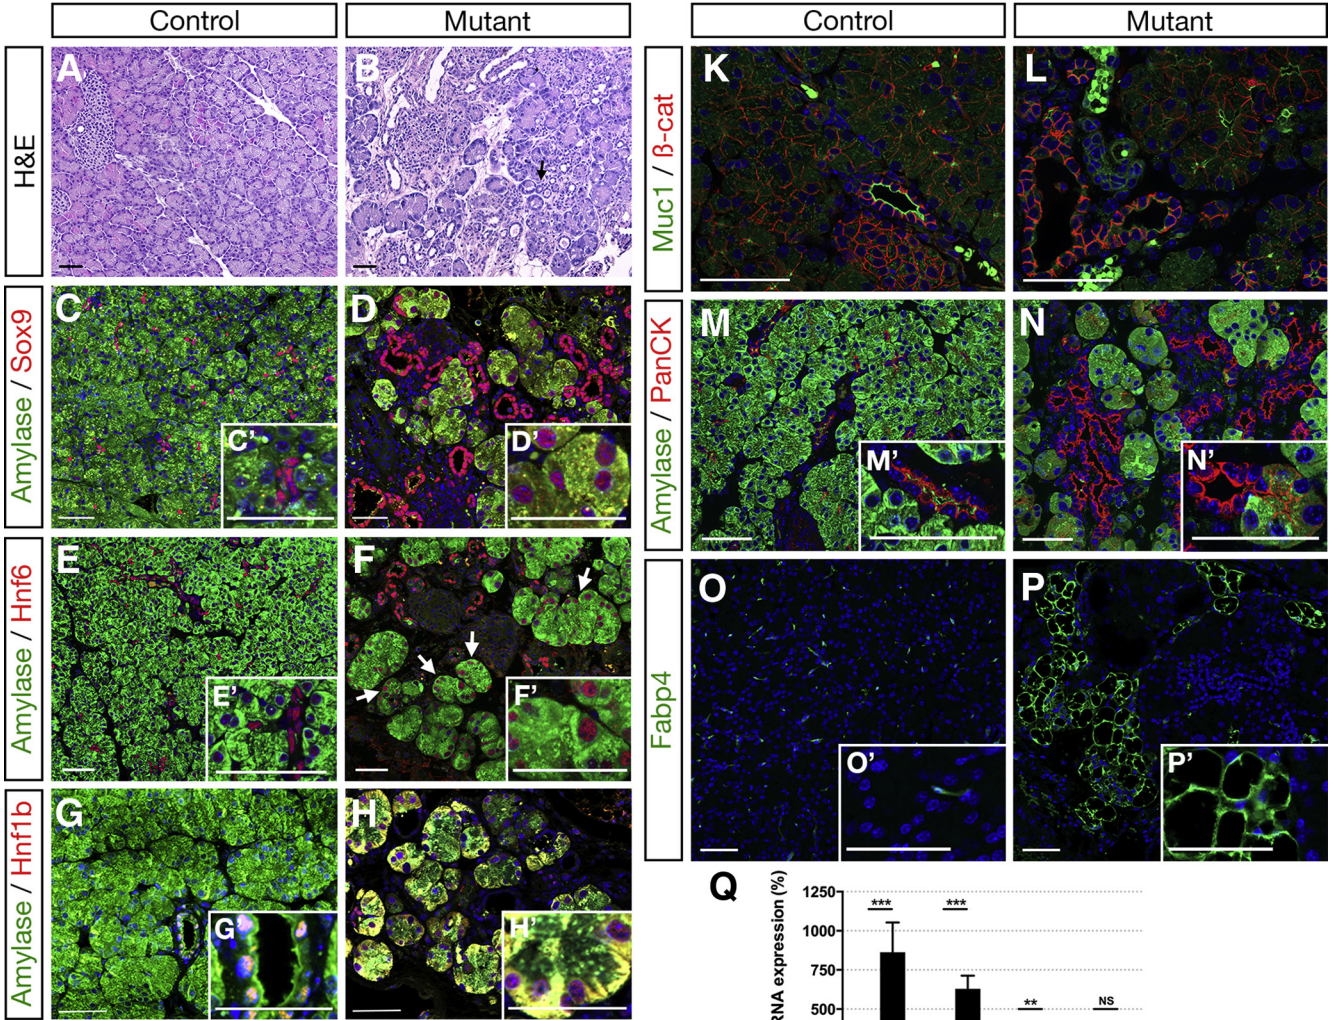 Control
Mutant
Control
Mutant
H&E
A
B
Amylase / Sox9
C
C'
D
D'
Amylase / Hnf6
E
E'
F
F'
Amylase / Hnf1b
G
G'
H
H'
Muc1 / ß-cat
K
L
Amylase / PanCK
M
M'
N
N'
Fabp4
O
O'
P
P'
Q
RNA expression (%)
1250
1000
750
500
***
***
**
NS